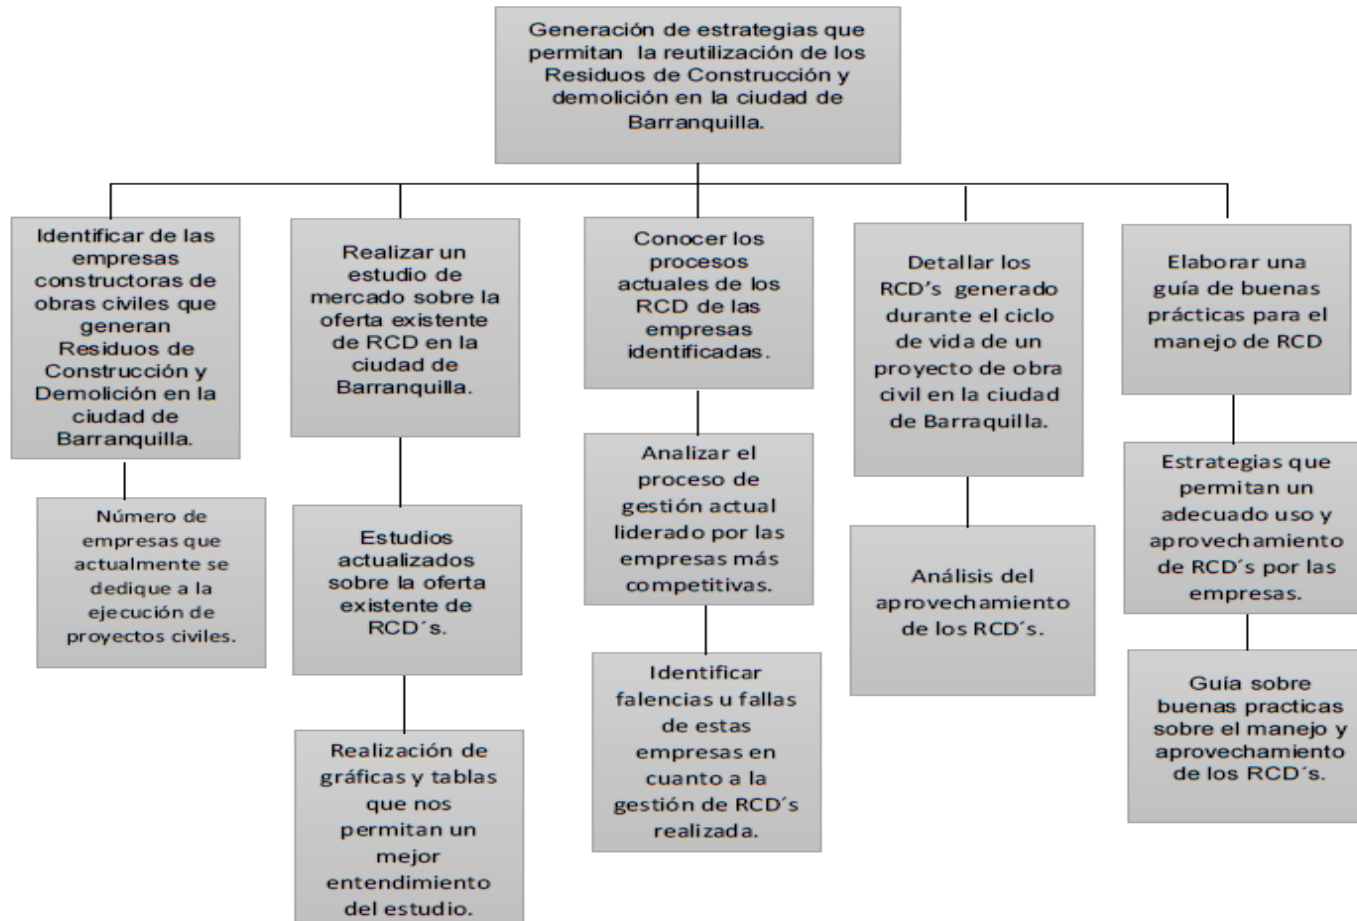 Generación de estrategias que
permitan la reutilización de los
Residuos de Construcción y
demolición en la ciudad de
Barranquilla.
Identificar de las
empresas
constructoras de
obras civiles que
generan
Residuos de
Construcción y
Demolición en la
ciudad de
Barranquilla.
Número de
empresas que
actualmente se
dedique a la
ejecución de
proyectos civiles.
Realizar un
estudio de
mercado sobre la
oferta existente
de RCD en la
ciudad de
Barranquilla.
Estudios
actualizados
sobre la oferta
existente de
RCD´s.
Realización de
gráficas y tablas
que nos
permitan un
mejor
entendimiento
del estudio.
Conocer los
procesos
actuales de los
RCD de las
empresas
identificadas.
Analizar el
proceso de
gestión actual
liderado por las
empresas más
competitivas.
Identificar
falencias u fallas
de estas
empresas en
cuanto a la
gestión de RCD´s
realizada.
Detallar los
RCD’s generado
durante el ciclo
de vida de un
proyecto de obra
civil en la ciudad
de Barraquilla.
Análisis del
aprovechamiento
de los RCD´s.
Elaborar una
guía de buenas
prácticas para el
manejo de RCD
Estrategias que
permitan un
adecuado uso y
aprovechamiento
de RCD´s por las
empresas.
Guía sobre
buenas practicas
sobre el manejo y
aprovechamiento
de los RCD´s.